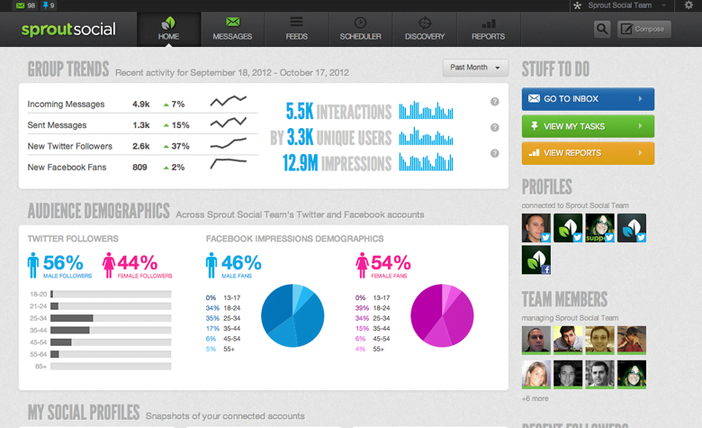 98 9 Sprout Social Team
sproutsocial HOME MESSAGES FEEDS SCHEDULER DISCOVERY REPORTS Compose
GROUP TRENDS Recent activity for September 18, 2012 - October 17, 2012 Past Month
Incoming Messages 4.9k 7%
Sent Messages 1.3k 15%
New Twitter Followers 2.6k 37%
New Facebook Fans 809 2%
5.5K INTERACTIONS ?
BY 3.3K UNIQUE USERS ?
12.9M IMPRESSIONS ?
STUFF TO DO
GO TO INBOX
VIEW MY TASKS
VIEW REPORTS
AUDIENCE DEMOGRAPHICS Across Sprout Social Team's Twitter and Facebook accounts
TWITTER FOLLOWERS
56% MALE FOLLOWERS
44% FEMALE FOLLOWERS
18-20
21-24
25-34
35-44
45-54
55-64
65+
FACEBOOK IMPRESSIONS DEMOGRAPHICS
46% MALE FANS
0% 13-17
34% 18-24
35% 25-34
17% 35-44
6% 45-54
5% 55+
54% FEMALE FANS
0% 13-17
39% 18-24
34% 25-34
15% 35-44
6% 45-54
4% 55+
PROFILES
connected to Sprout Social Team
suppo
TEAM MEMBERS
managing Sprout Social Team
+6 more
MY SOCIAL PROFILES Snapshots of your connected accounts
RECENT FOLLOWERS